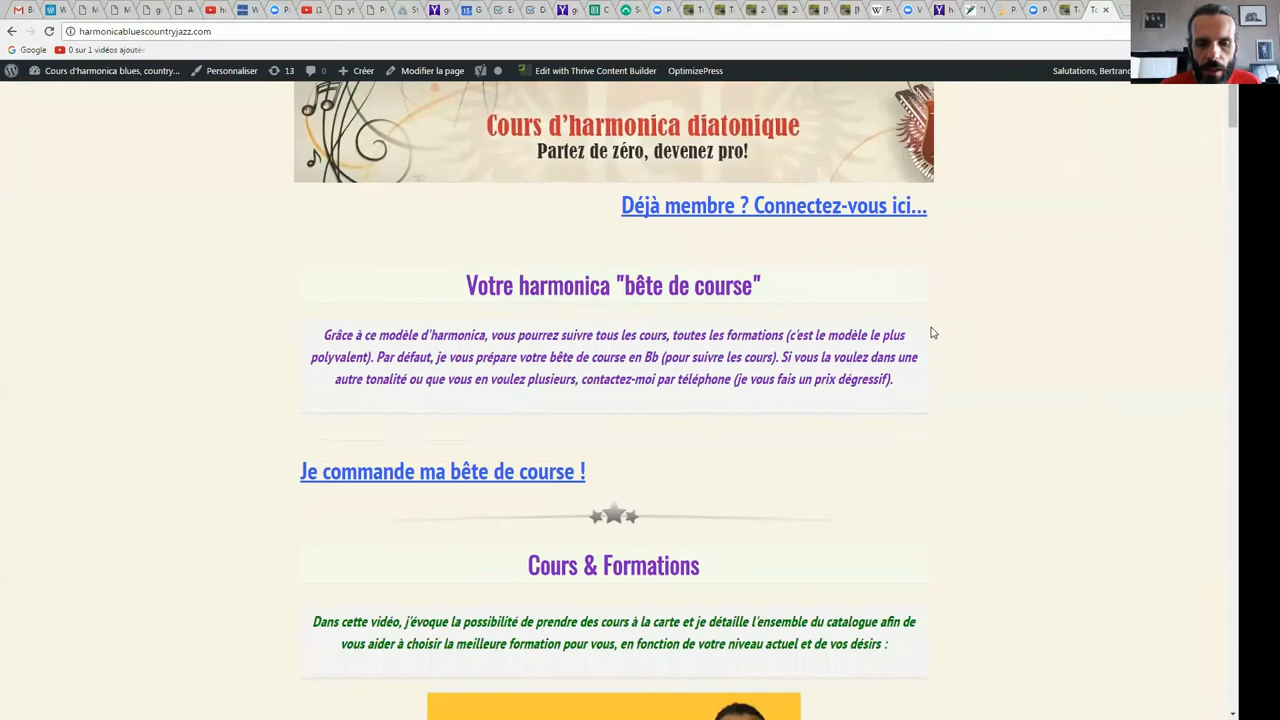 harmonicabluescountryjazz.com
Google
0 sur 1 vidéos ajouté
Cours d'harmonica blues, country...
Personnaliser
13
0
Créer
Modifier la page
Edit with Thrive Content Builder
OptimizePress
Salutations, Bertran
Cours d'harmonica diatonique
Partez de zéro, devenez pro!
Déjà membre ? Connectez-vous ici...
Votre harmonica "bête de course"
Grâce à ce modèle d'harmonica, vous pourrez suivre tous les cours, toutes les formations (c'est le modèle le plus
polyvalent). Par défaut, je vous prépare votre bête de course en Bb (pour suivre les cours). Si vous la voulez dans une
autre tonalité ou que vous en voulez plusieurs, contactez-moi par téléphone (je vous fais un prix dégressif).
Je commande ma bête de course !
Cours & Formations
Dans cette vidéo, j'évoque la possibilité de prendre des cours à la carte et je détaille l'ensemble du catalogue afin de
vous aider à choisir la meilleure formation pour vous, en fonction de votre niveau actuel et de vos désirs :